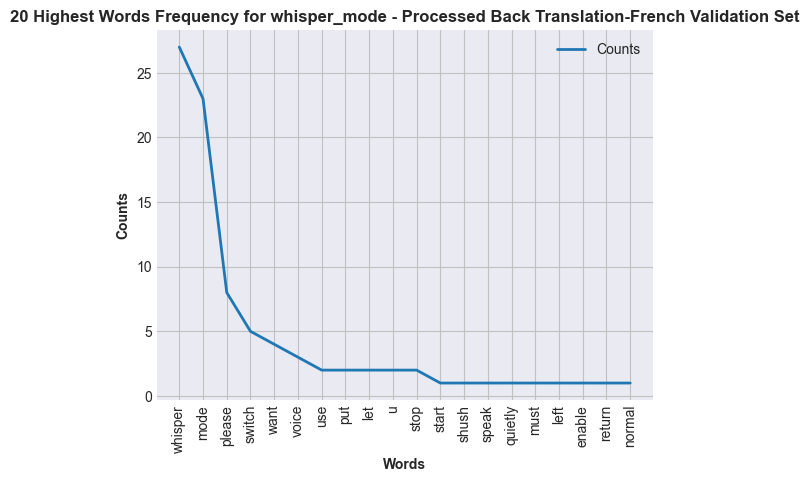 20 Highest Words Frequency for whisper_mode - Processed Back Translation-French Validation Set
Counts
25
20
15
10
5
0
Counts
whisper
mode
please
switch
want
voice
use
put
let
u
stop
start
shush
speak
quietly
must
left
enable
return
normal
Words